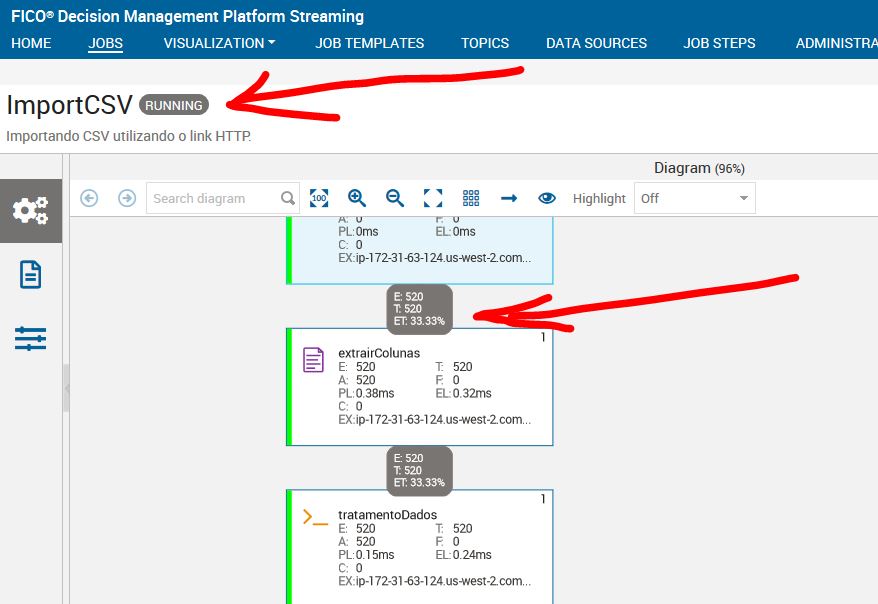 FICO® Decision Management Platform Streaming
HOME JOBS VISUALIZATION JOB TEMPLATES TOPICS DATA SOURCES JOB STEPS ADMINISTRA
ImportCSV RUNNING
Importando CSV utilizando o link HTTP.
Diagram (96%)
100 Search diagram Highlight Off
A: 0 F: 0
PL: 0ms EL: 0ms
C: 0
EX: ip-172-31-63-124.us-west-2.com...
E: 520
T: 520
ET: 33.33%
1
extrairColunas
E: 520 T: 520
A: 520 F: 0
PL: 0.38ms EL: 0.32ms
C: 0
EX: ip-172-31-63-124.us-west-2.com...
E: 520
T: 520
ET: 33.33%
1
tratamentoDados
E: 520 T: 520
A: 520 F: 0
PL: 0.15ms EL: 0.24ms
C: 0
EX: ip-172-31-63-124.us-west-2.com...